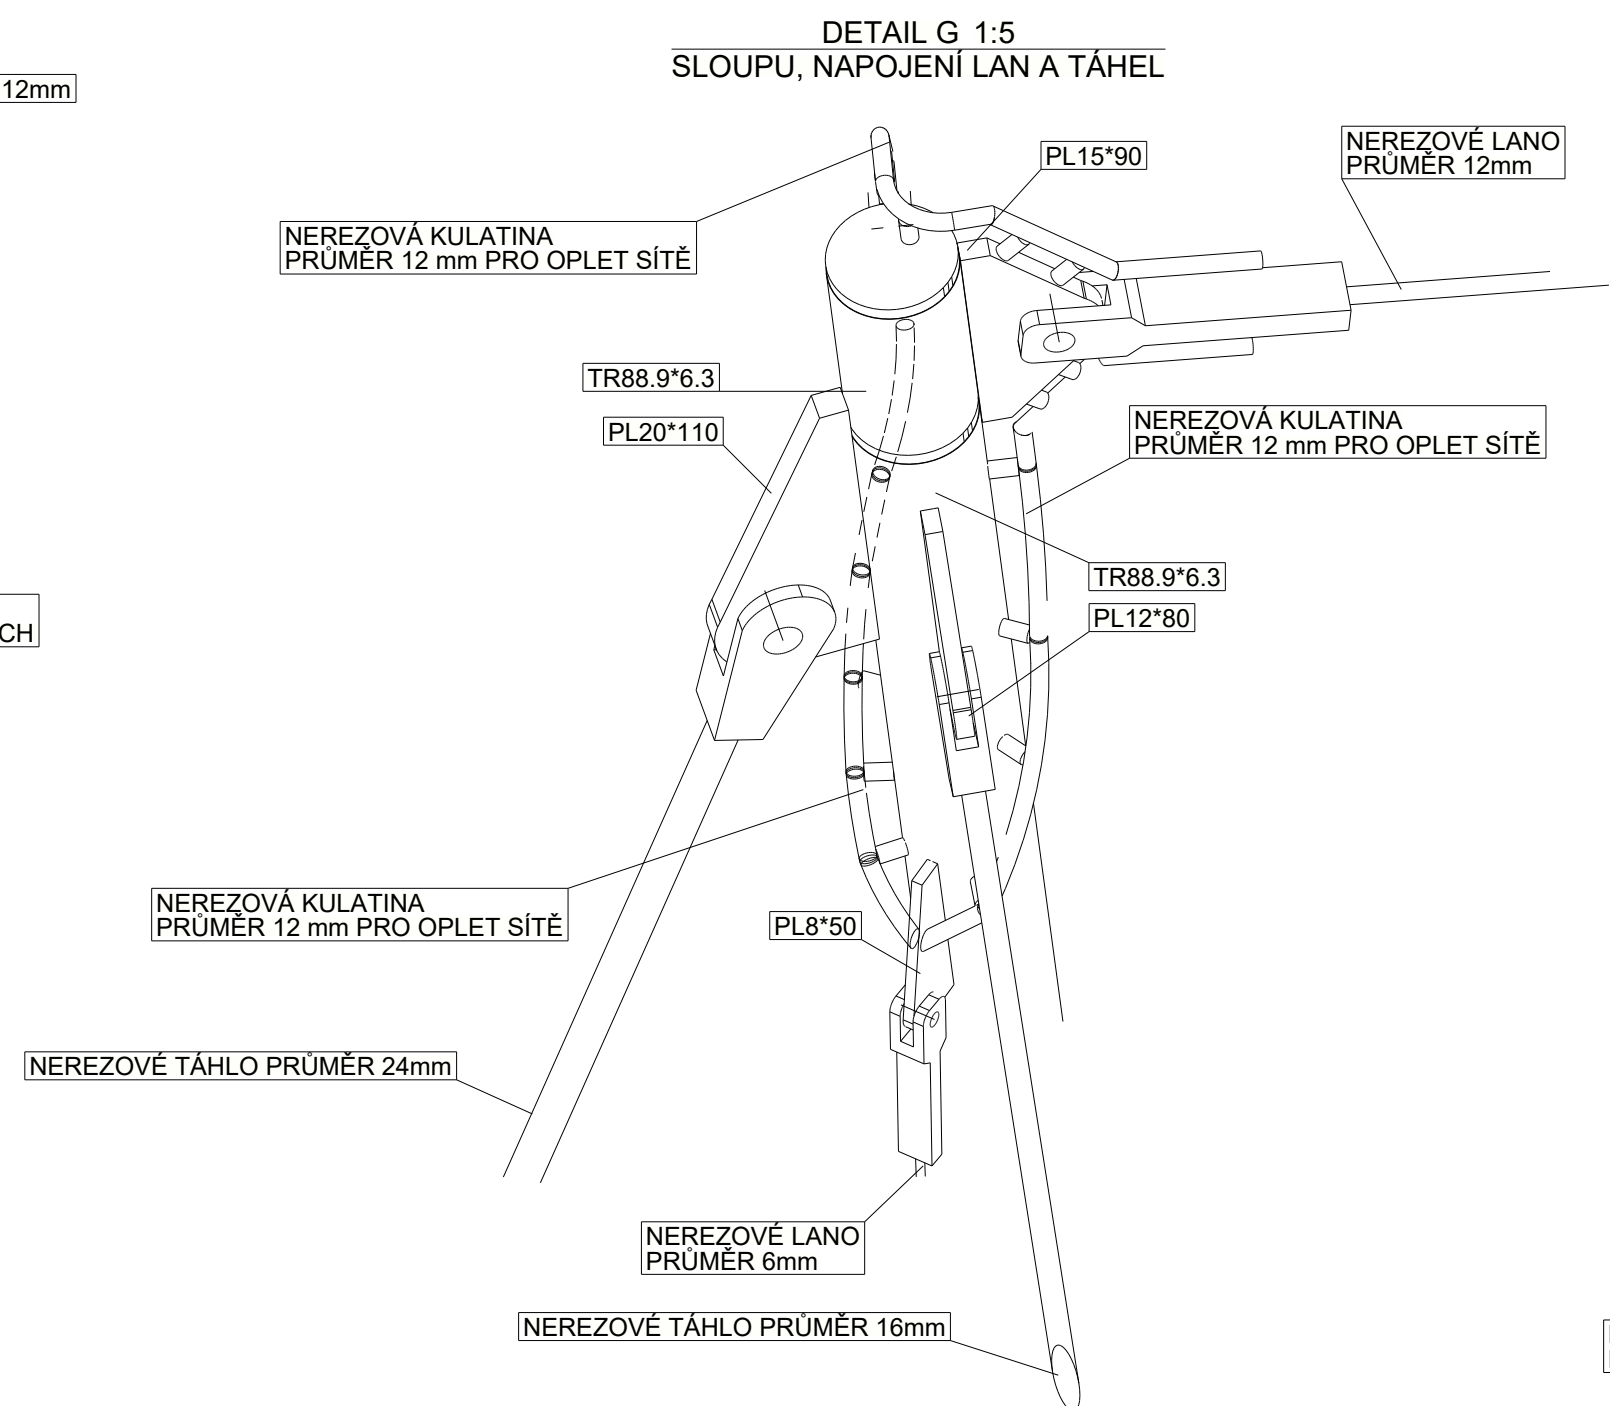 DETAIL G 1:5
SLOUPU, NAPOJENÍ LAN A TÁHEL
12mm
PL15*90
NEREZOVÉ LANO
PRŮMĚR 12mm
NEREZOVÁ KULATINA
PRŮMĚR 12 mm PRO OPLET SÍTĚ
TR88.9*6.3
PL20*110
NEREZOVÁ KULATINA
PRŮMĚR 12 mm PRO OPLET SÍTĚ
TR88.9*6.3
PL12*80
CH
NEREZOVÁ KULATINA
PRŮMĚR 12 mm PRO OPLET SÍTĚ
PL8*50
NEREZOVÉ TÁHLO PRŮMĚR 24mm
NEREZOVÉ LANO
PRŮMĚR 6mm
NEREZOVÉ TÁHLO PRŮMĚR 16mm